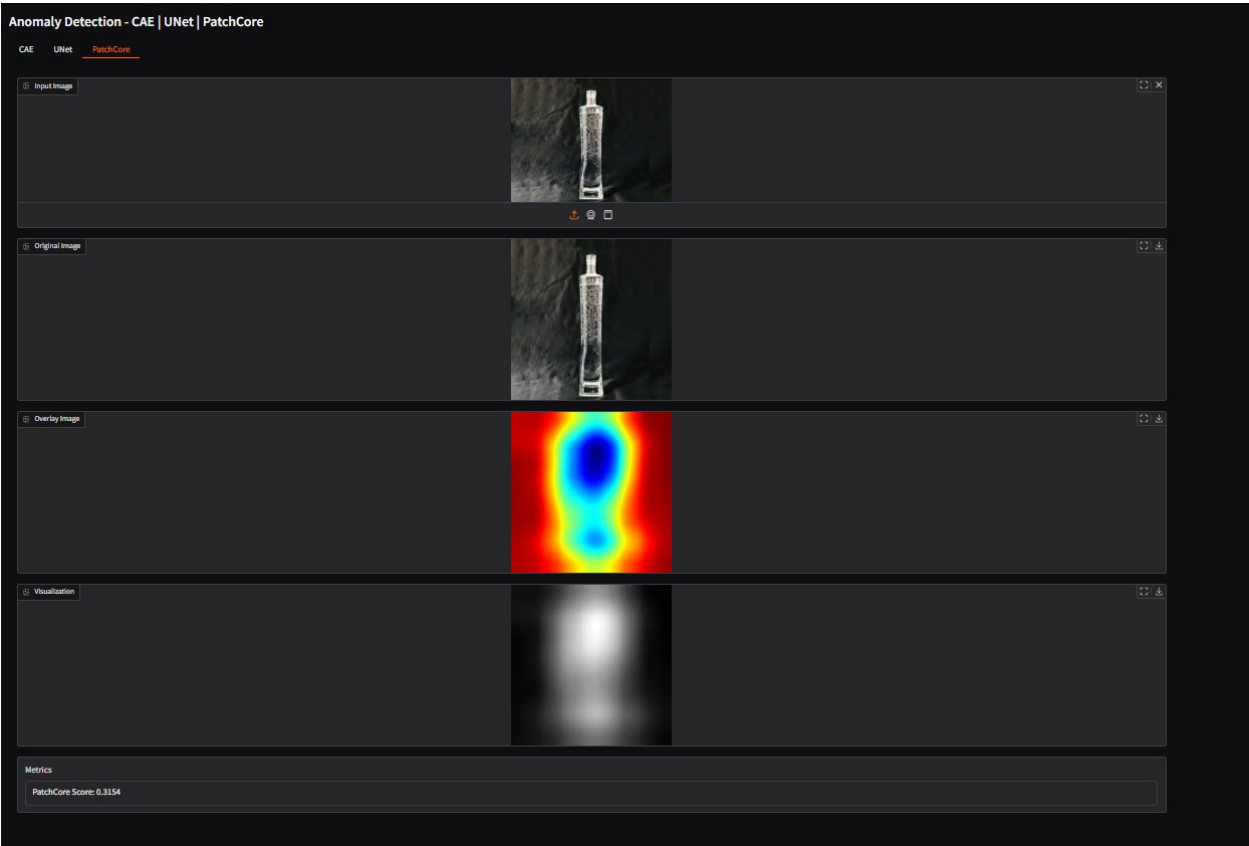 Anomaly Detection - CAE | UNet | PatchCore
CAE UNet PatchCore
Input Image
Original Image
Overlay Image
Visualization
Metrics
PatchCore Score: 0.3154